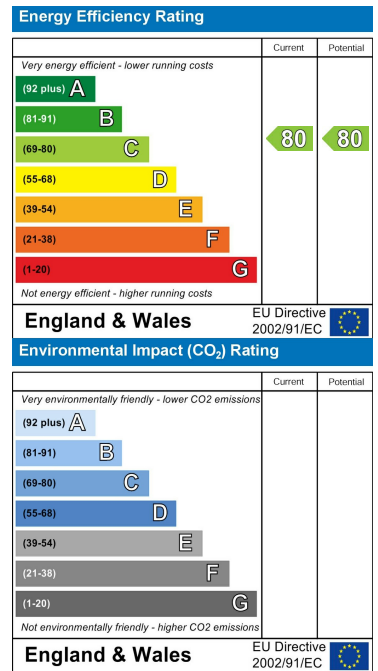 Energy Efficiency Rating
Current Potential
Very energy efficient - lower running costs
(92 plus) A
(81-91) B
(69-80) C 80 80
(55-68) D
(39-54) E
(21-38) F
(1-20) G
Not energy efficient - higher running costs
England & Wales EU Directive 2002/91/EC
Environmental Impact (CO₂) Rating
Current Potential
Very environmentally friendly - lower CO2 emissions
(92 plus) A
(81-91) B
(69-80) C
(55-68) D
(39-54) E
(21-38) F
(1-20) G
Not environmentally friendly - higher CO2 emissions
England & Wales EU Directive 2002/91/EC